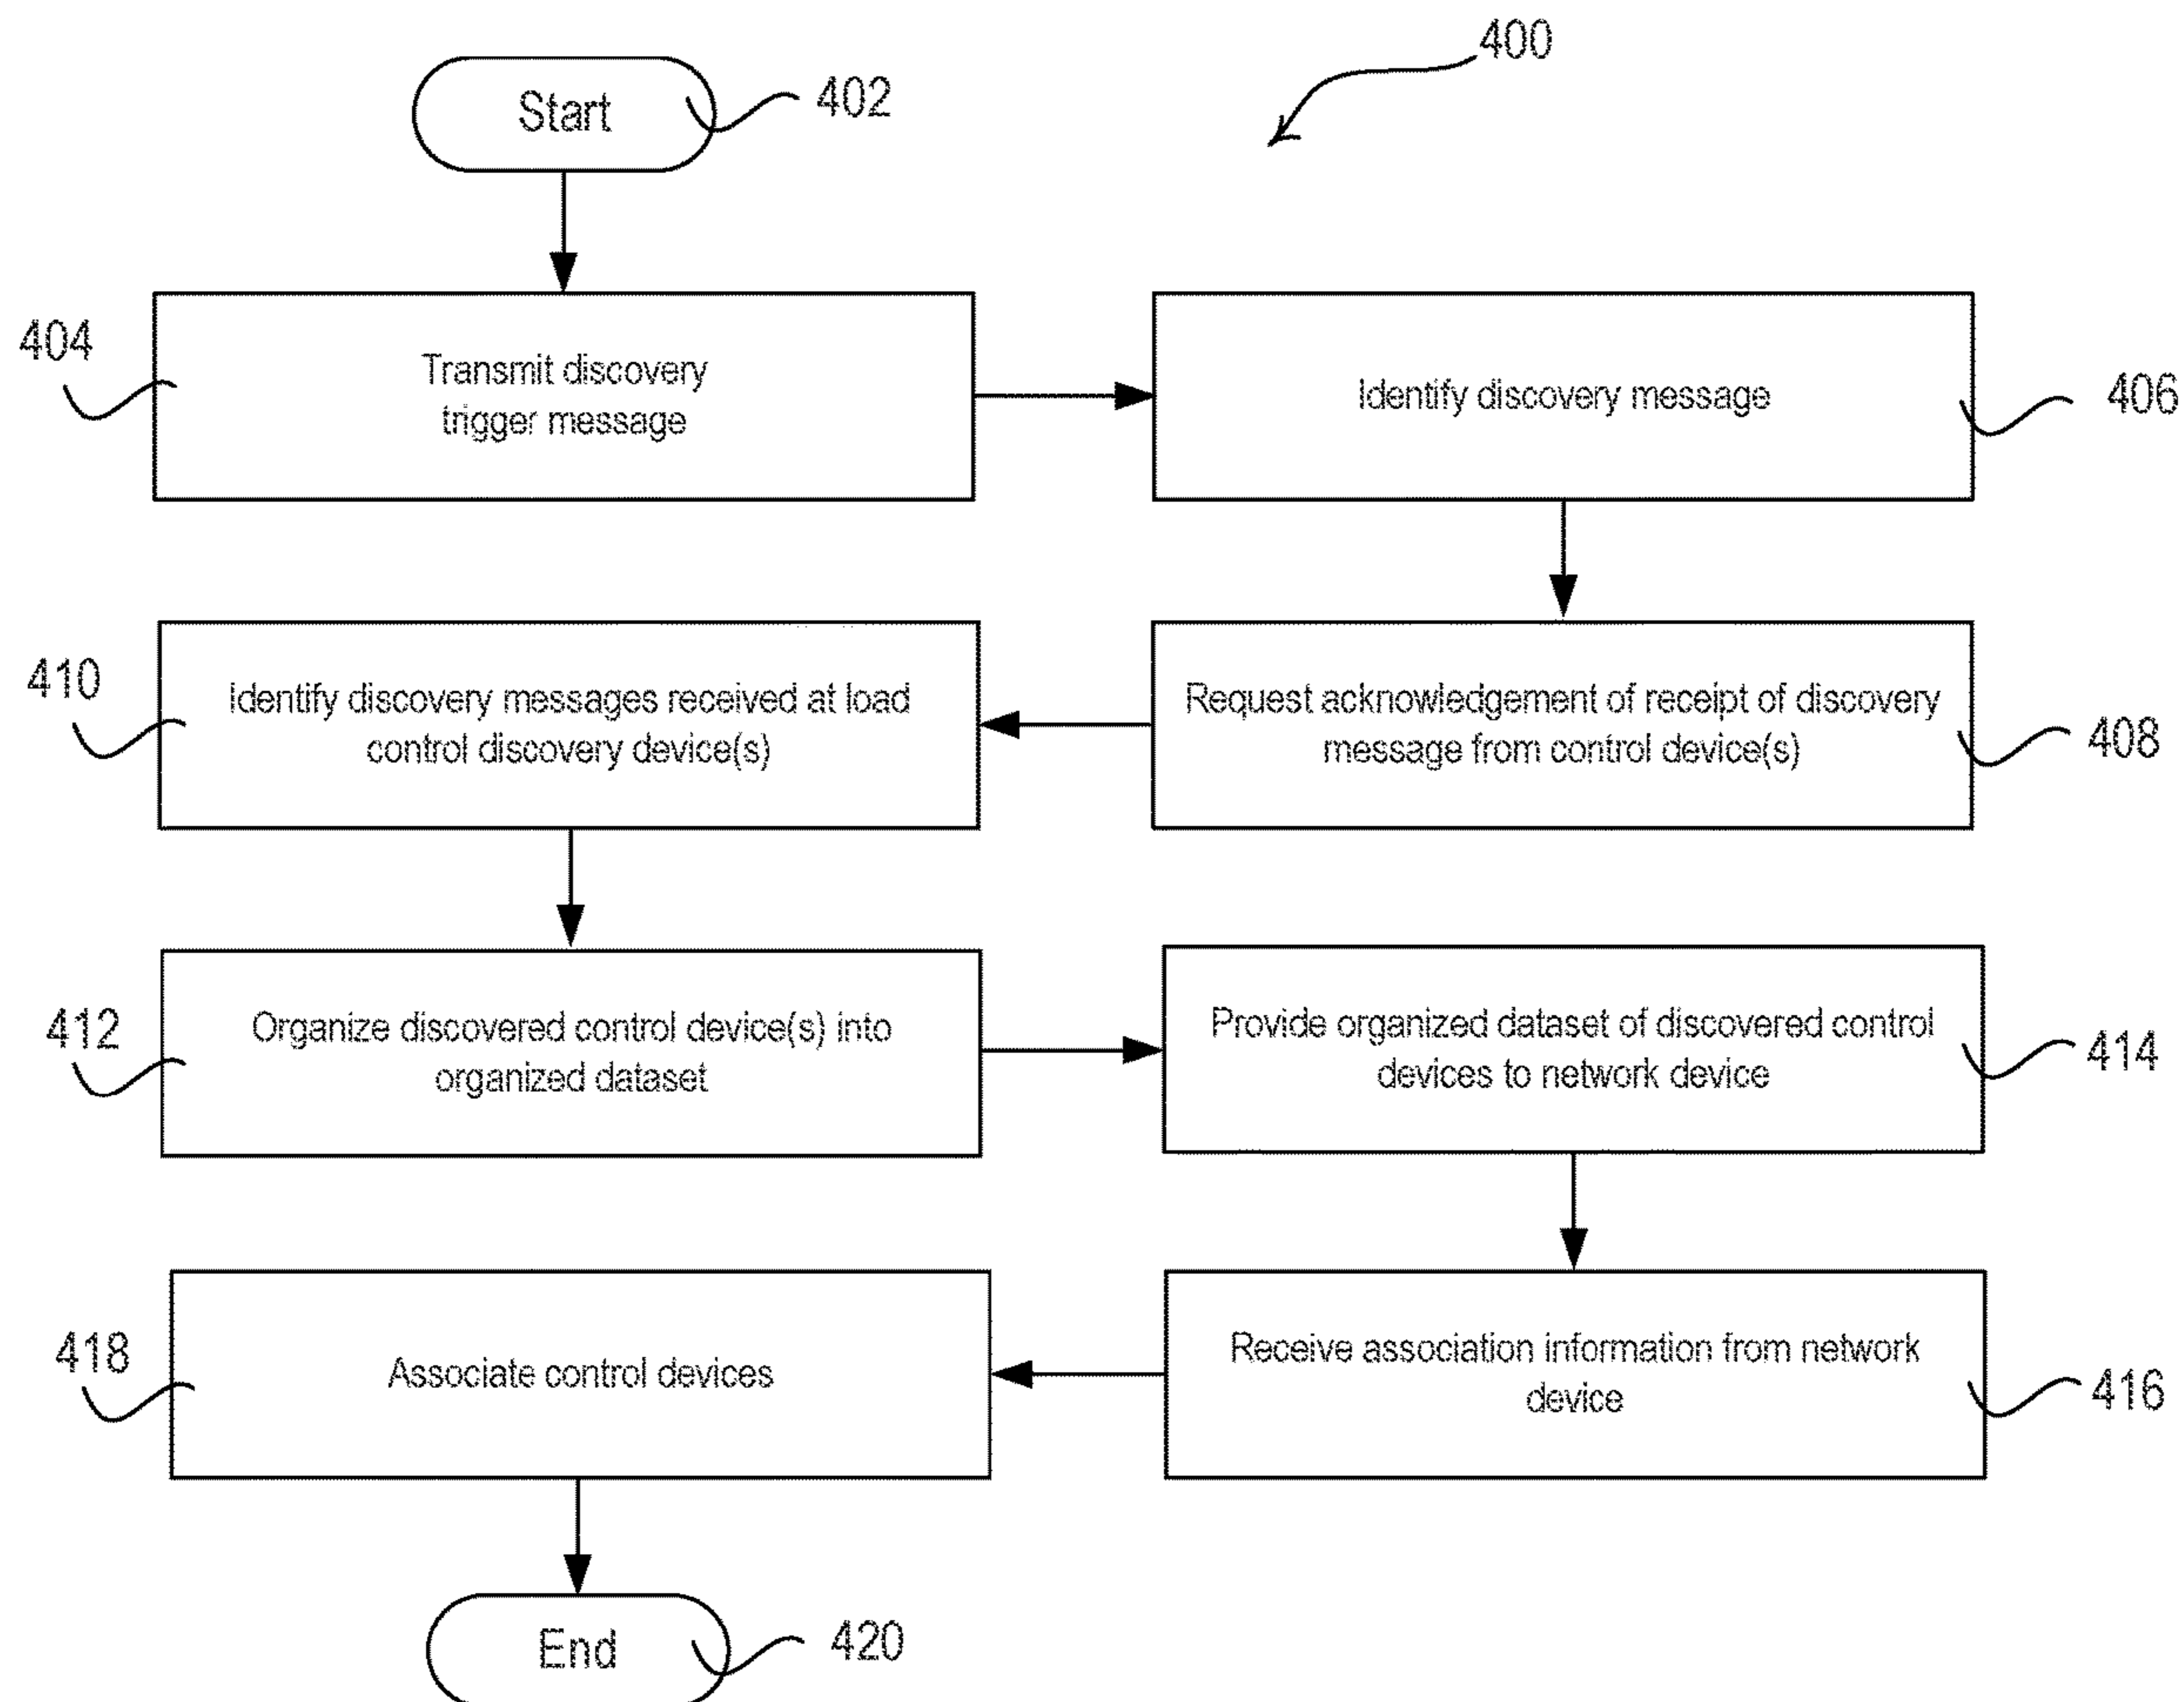 400
Start
402
404
Transmit discovery
trigger message
Identify discovery message
406
410
Identify discovery messages received at load
control discovery device(s)
Request acknowledgement of receipt of discovery
message from control device(s)
408
412
Organize discovered control device(s) into
organized dataset
Provide organized dataset of discovered control
devices to network device
414
418
Associate control devices
Receive association information from network
device
416
End
420